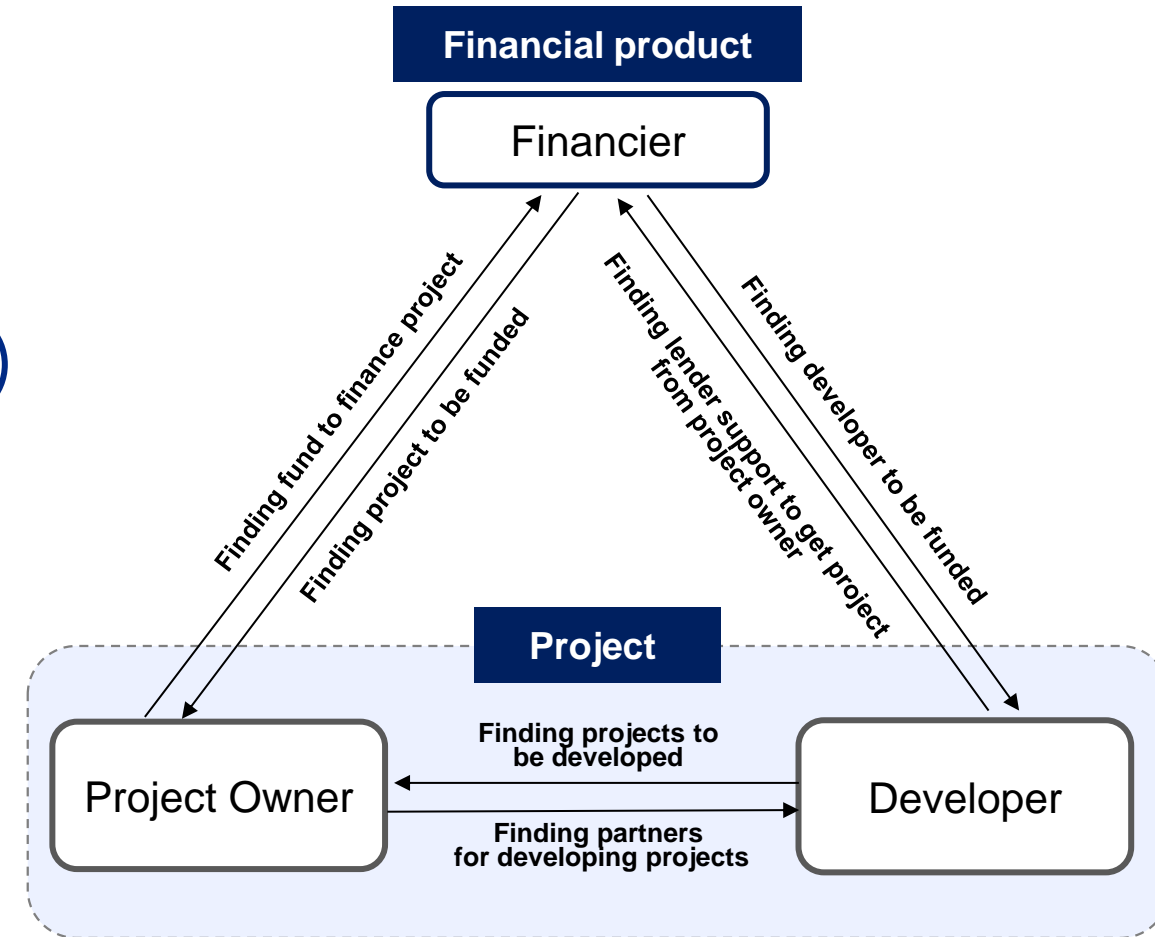 Financial product
Financier
Finding fund to finance project
Finding project to be funded
Finding lender support to get project
from project owner
Finding developer to be funded
Project
Project Owner
Finding projects to
be developed
Finding partners
for developing projects
Developer